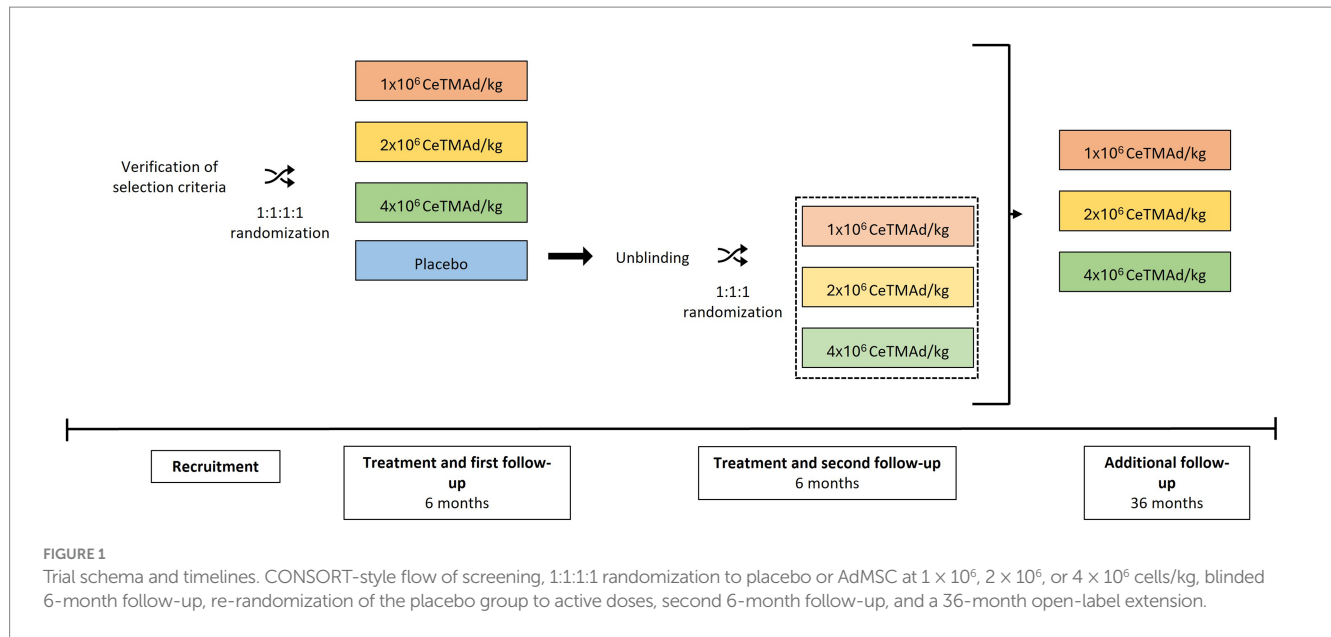 1x10⁶ CeTMAd/kg
2x10⁶ CeTMAd/kg
4x10⁶ CeTMAd/kg
Placebo
Verification of
selection criteria
1:1:1:1
randomization
Unblinding
1:1:1
randomization
1x10⁶ CeTMAd/kg
2x10⁶ CeTMAd/kg
4x10⁶ CeTMAd/kg
1x10⁶ CeTMAd/kg
2x10⁶ CeTMAd/kg
4x10⁶ CeTMAd/kg
Recruitment
Treatment and first follow-
up
6 months
Treatment and second follow-up
6 months
Additional follow-
up
36 months
FIGURE 1
Trial schema and timelines. CONSORT-style flow of screening, 1:1:1:1 randomization to placebo or AdMSC at 1 × 10⁶, 2 × 10⁶, or 4 × 10⁶ cells/kg, blinded
6-month follow-up, re-randomization of the placebo group to active doses, second 6-month follow-up, and a 36-month open-label extension.